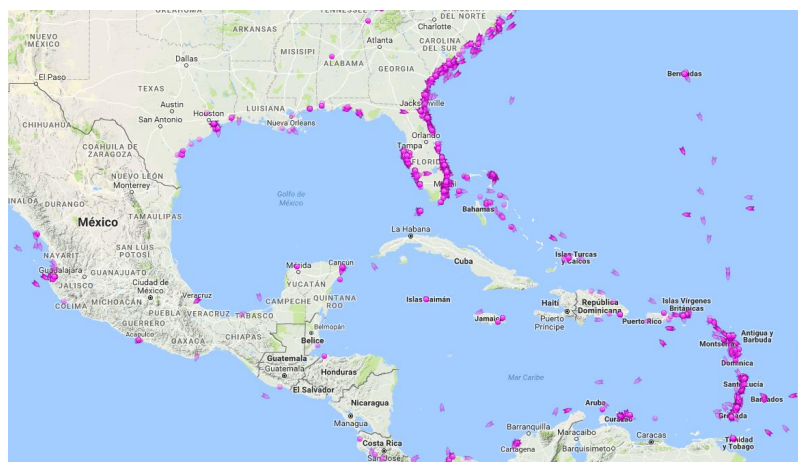 OKLAHOMA
TENNESSEE
CAROLINA
DEL NORTE
Charlotte
NUEVO
MÉXICO
ARKANSAS
Atlanta
CAROLINA
DEL SUR
MISISIPI
Dallas
ALABAMA
GEORGIA
El Paso
TEXAS
Austin
LUISIANA
Houston
San Antonio
Nueva Orleans
Jacksonville
CHIHUAHUA
Orlando
Tampa
COAHUILA DE
ZARAGOZA
FLORIDA
NUEVO LEÓN
Monterrey
Miami
Bermudas
DURANGO
TAMAULIPAS
Golfo de
México
Bahamas
México
La Habana
SAN LUIS
POTOSÍ
Cuba
NAYARIT
Islas Turcas
y Caicos
Guadalajara
GUANAJUATO
JALISCO
Mérida
Cancún
YUCATÁN
Ciudad de
México
COLIMA
MICHOACÁN
Veracruz
CAMPECHE
QUINTANA
ROO
Islas Caimán
Haití
República
Dominicana
Islas Vírgenes
Británicas
PUEBLA
VERACRUZ
TABASCO
Jamaica
Puerto
Príncipe
Puerto Rico
GUERRERO
Acapulco
OAXACA
CHIAPAS
Belmopán
Belice
Antigua y
Barbuda
Montserrat
Guatemala
Guatemala
Honduras
Dominica
El Salvador
Mar Caribe
Santa Lucía
Nicaragua
Managua
Aruba
Curazao
Barbados
Granada
Barranquilla
Maracaibo
Caracas
Cartagena
Barquisimeto
Trinidad
y Tobago
Costa Rica
San José